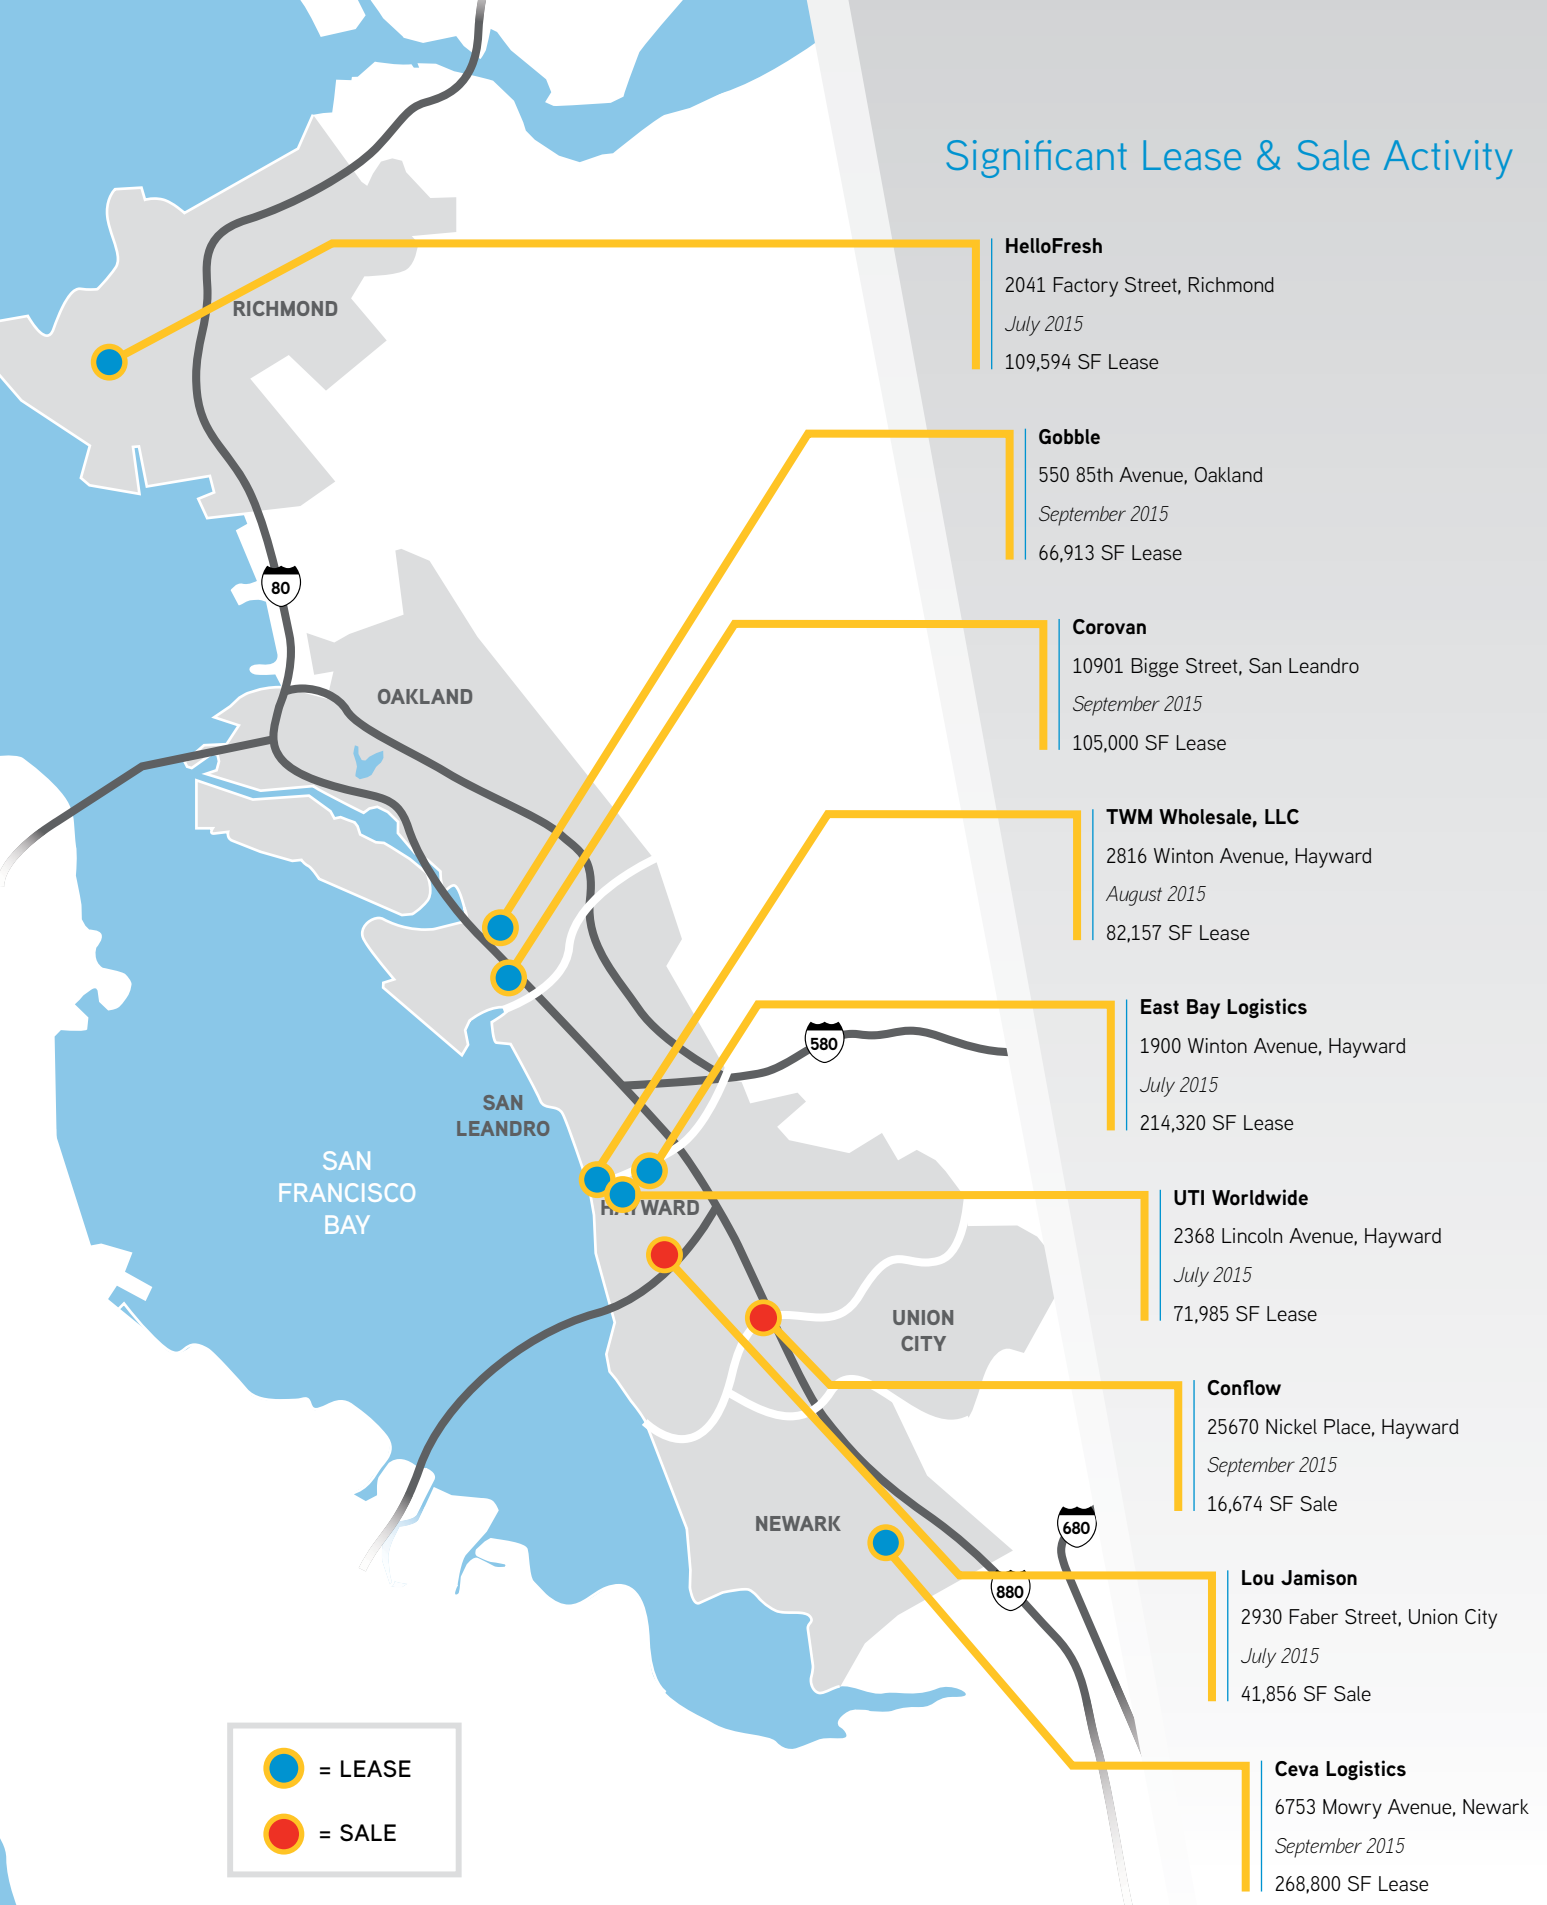 Significant Lease & Sale Activity
HelloFresh
2041 Factory Street, Richmond
July 2015
109,594 SF Lease
Gobble
550 85th Avenue, Oakland
September 2015
66,913 SF Lease
Corovan
10901 Bigge Street, San Leandro
September 2015
105,000 SF Lease
TWM Wholesale, LLC
2816 Winton Avenue, Hayward
August 2015
82,157 SF Lease
East Bay Logistics
1900 Winton Avenue, Hayward
July 2015
214,320 SF Lease
UTI Worldwide
2368 Lincoln Avenue, Hayward
July 2015
71,985 SF Lease
Conflow
25670 Nickel Place, Hayward
September 2015
16,674 SF Sale
Lou Jamison
2930 Faber Street, Union City
July 2015
41,856 SF Sale
Ceva Logistics
6753 Mowry Avenue, Newark
September 2015
268,800 SF Lease
RICHMOND
80
OAKLAND
580
SAN
LEANDRO
SAN
FRANCISCO
BAY
HAYWARD
UNION
CITY
NEWARK
680
880
= LEASE
= SALE